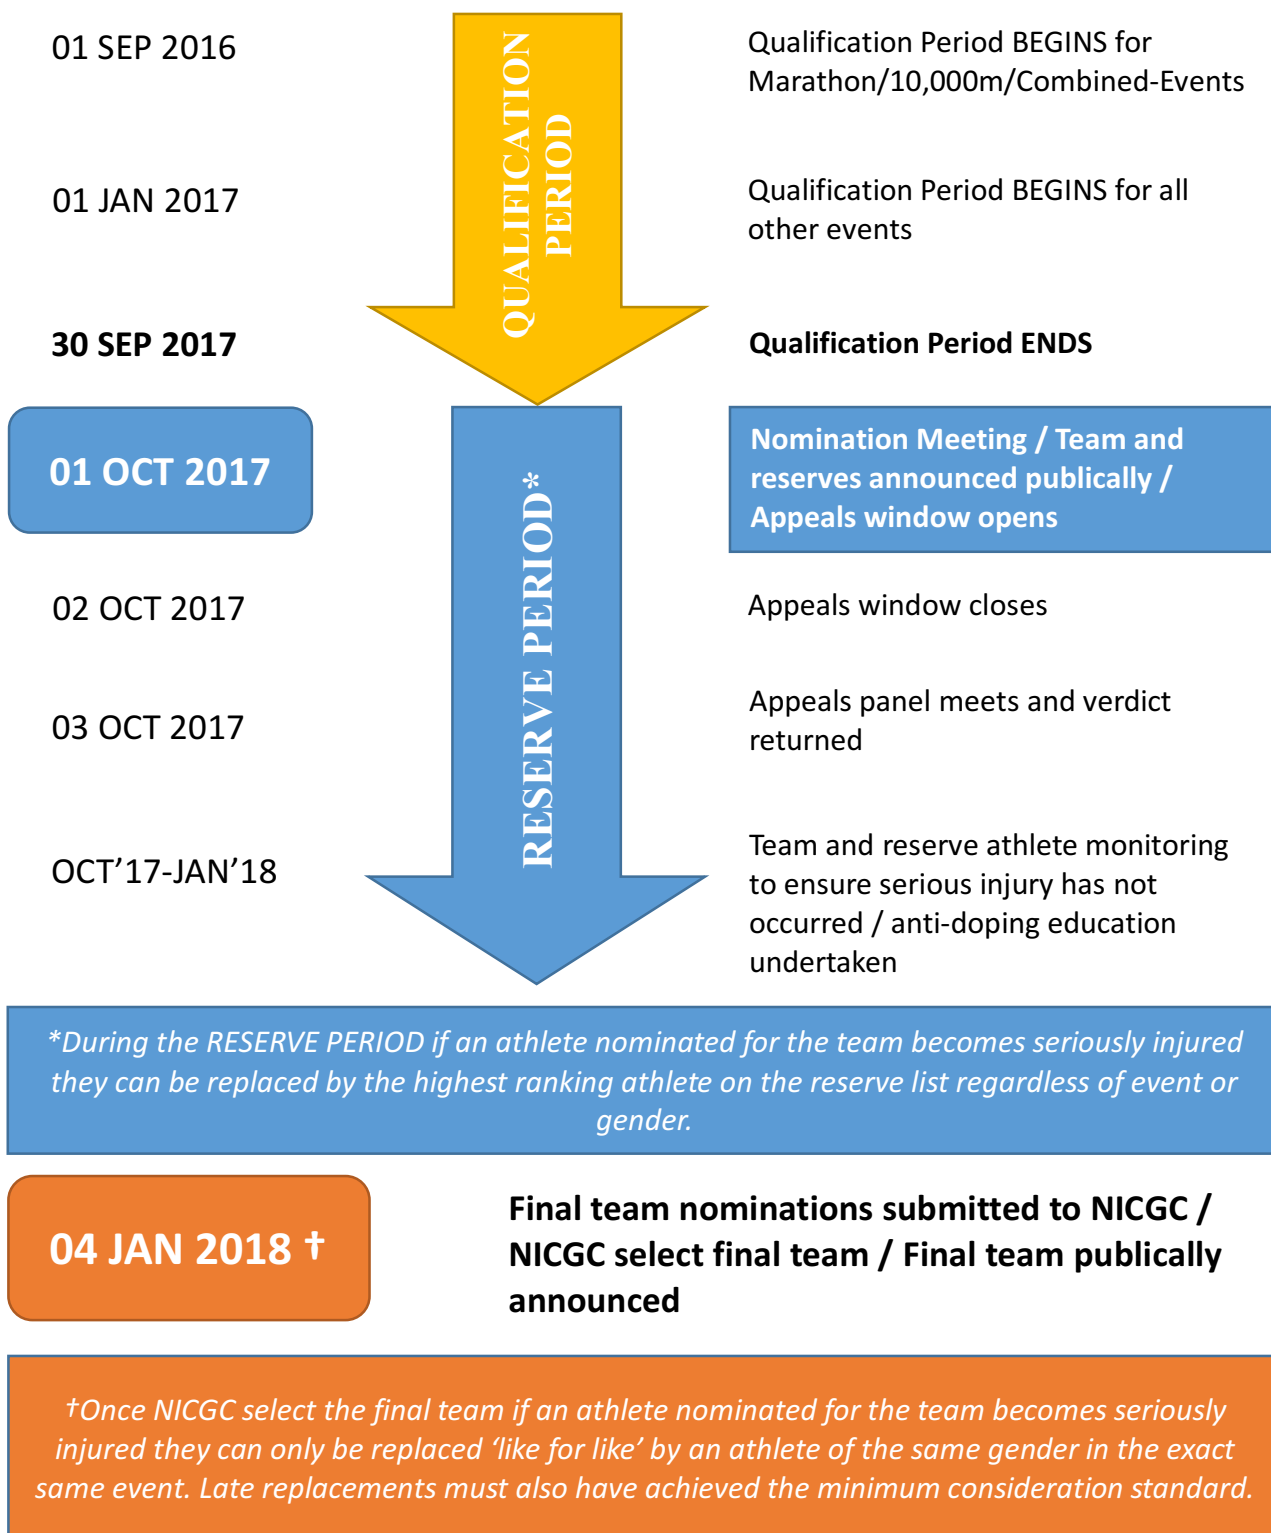 01 SEP 2016
Qualification Period BEGINS for
Marathon/10,000m/Combined-Events
QUALIFICATION
PERIOD
01 JAN 2017
Qualification Period BEGINS for all
other events
30 SEP 2017
Qualification Period ENDS
01 OCT 2017
Nomination Meeting / Team and
reserves announced publically /
Appeals window opens
RESERVE PERIOD*
02 OCT 2017
Appeals window closes
03 OCT 2017
Appeals panel meets and verdict
returned
OCT’17-JAN’18
Team and reserve athlete monitoring
to ensure serious injury has not
occurred / anti-doping education
undertaken
*During the RESERVE PERIOD if an athlete nominated for the team becomes seriously injured
they can be replaced by the highest ranking athlete on the reserve list regardless of event or
gender.
04 JAN 2018 †
Final team nominations submitted to NICGC /
NICGC select final team / Final team publically
announced
†Once NICGC select the final team if an athlete nominated for the team becomes seriously
injured they can only be replaced ‘like for like’ by an athlete of the same gender in the exact
same event. Late replacements must also have achieved the minimum consideration standard.